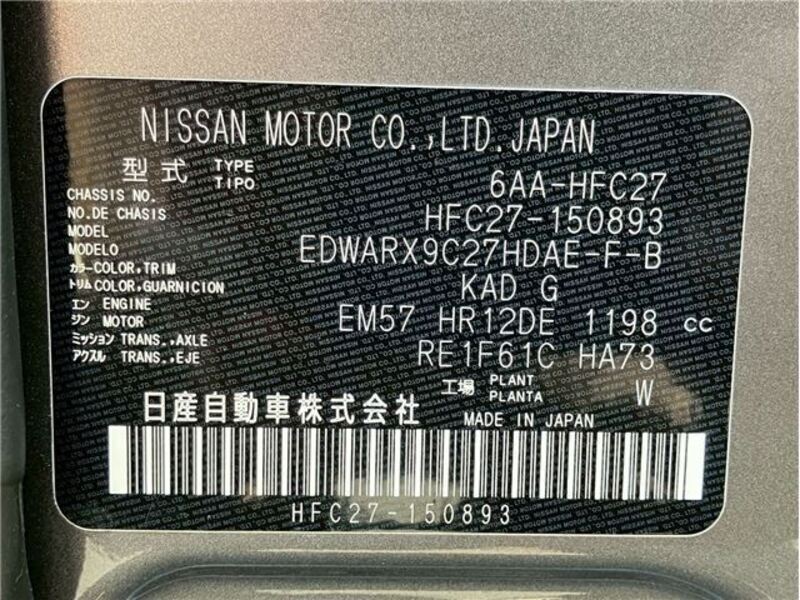 NISSAN MOTOR CO.,LTD.JAPAN
型式 TYPE TIPO 6AA-HFC27
CHASSIS NO.
NO.DE CHASIS HFC27-150893
MODEL
MODELO EDWARX9C27HDAE-F-B
カラー COLOR,TRIM
トリム COLOR,GUARNICION KAD G
エン ENGINE
ジン MOTOR EM57 HR12DE 1198 cc
ミッション TRANS.,AXLE
アクスル TRANS.,EJE RE1F61C HA73
工場 PLANT PLANTA W
日産自動車株式会社 MADE IN JAPAN
HFC27-150893